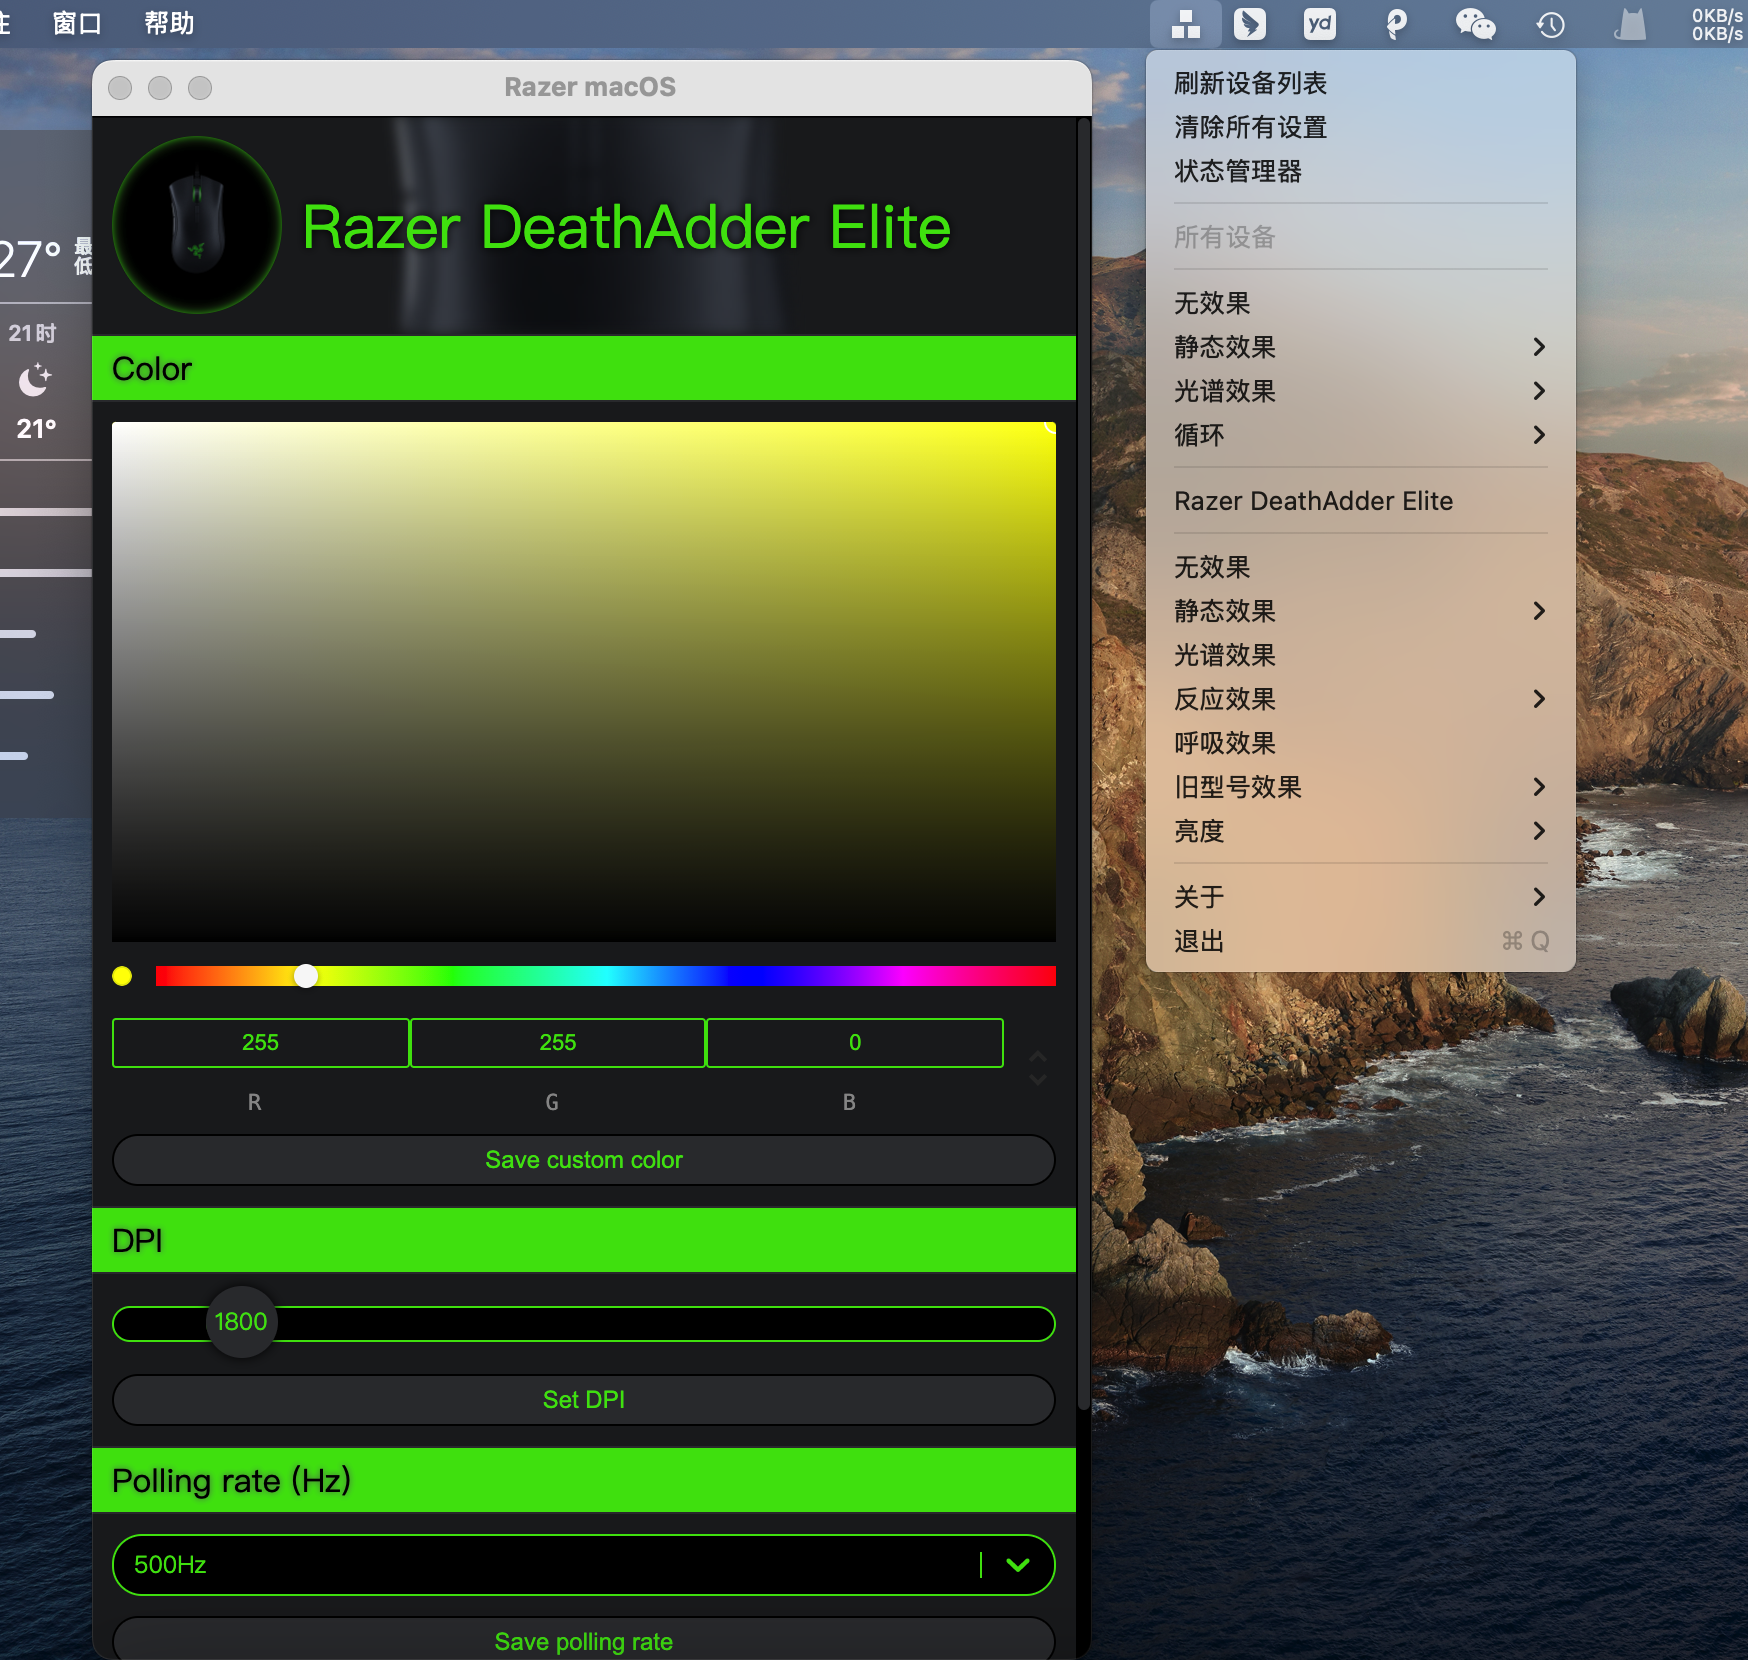 窗口
帮助
yd
0KB/s
0KB/s
27°
最低
21时
21°
Razer macOS
Razer DeathAdder Elite
Color
255
255
0
R
G
B
Save custom color
DPI
1800
Set DPI
Polling rate (Hz)
500Hz
Save polling rate
刷新设备列表
清除所有设置
状态管理器
所有设备
无效果
静态效果
光谱效果
循环
Razer DeathAdder Elite
无效果
静态效果
光谱效果
反应效果
呼吸效果
旧型号效果
亮度
关于
退出 ⌘ Q